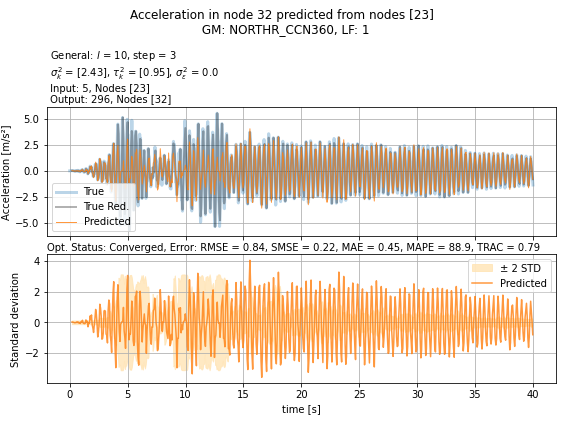 Acceleration in node 32 predicted from nodes [23]
GM: NORTHR_CCN360, LF: 1
General: l = 10, step = 3
σ²ₖ = [2.43], τ²ₖ = [0.95], σ²ₑ = 0.0
Input: 5, Nodes [23]
Output: 296, Nodes [32]
Acceleration [m/s²]
5.0
2.5
0.0
−2.5
−5.0
True
True Red.
Predicted
Opt. Status: Converged, Error: RMSE = 0.84, SMSE = 0.22, MAE = 0.45, MAPE = 88.9, TRAC = 0.79
Standard deviation
4
2
0
−2
± 2 STD
Predicted
0
5
10
15
20
25
30
35
40
time [s]